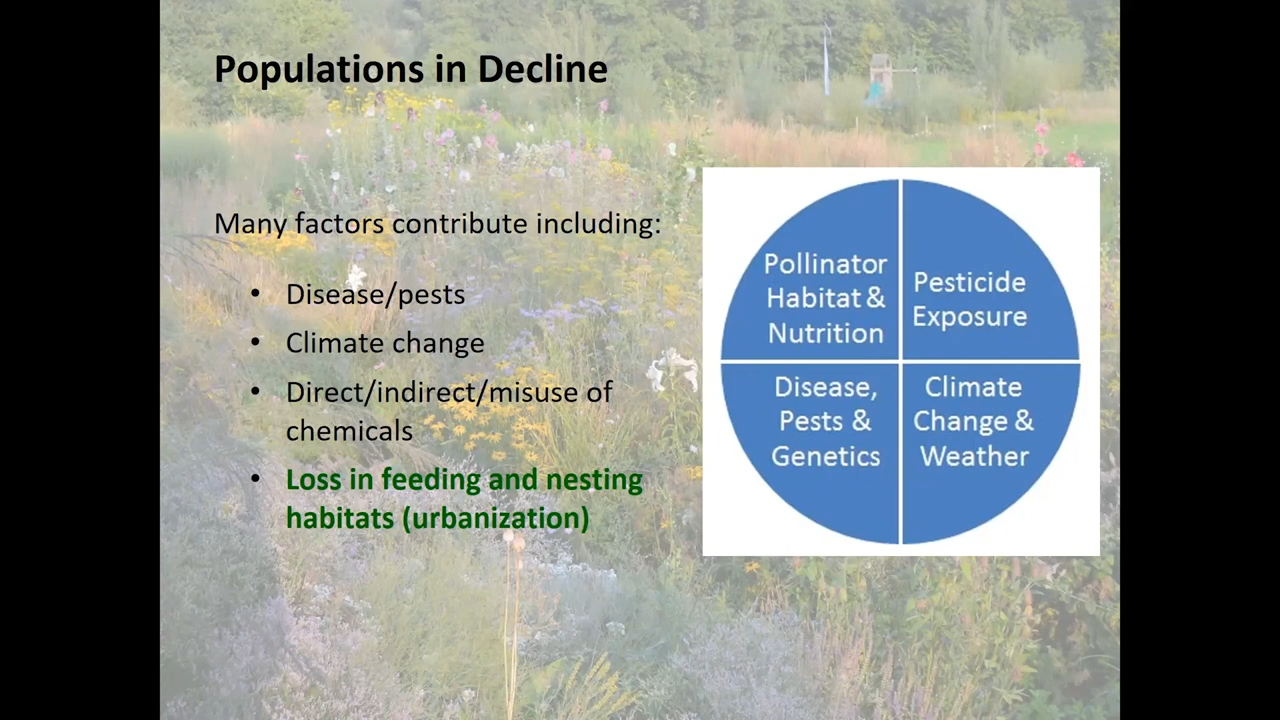 Populations in Decline
Many factors contribute including:
• Disease/pests
• Climate change
• Direct/indirect/misuse of
chemicals
• Loss in feeding and nesting
habitats (urbanization)
Pollinator
Habitat &
Nutrition
Pesticide
Exposure
Disease,
Pests &
Genetics
Climate
Change &
Weather